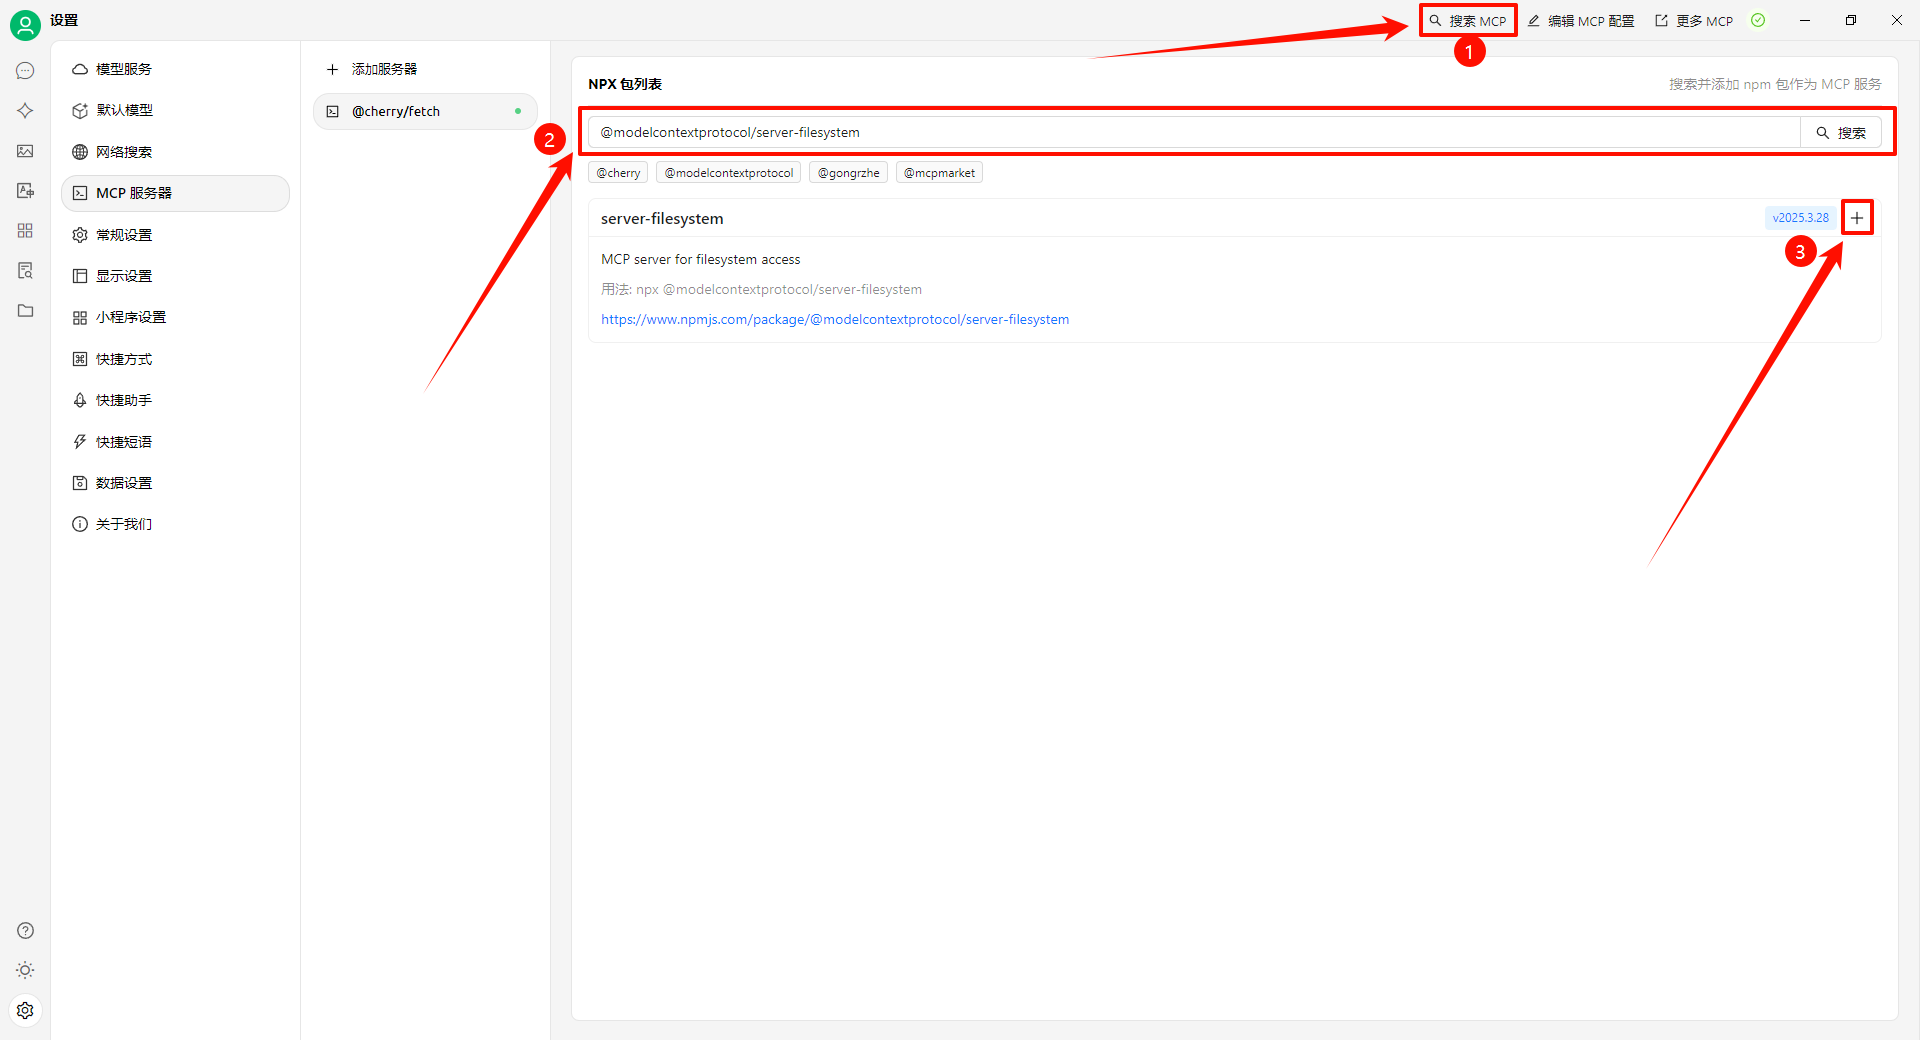 设置
搜索 MCP
编辑 MCP 配置
更多 MCP
1
模型服务
默认模型
网络搜索
MCP 服务器
常规设置
显示设置
小程序设置
快捷方式
快捷助手
快捷短语
数据设置
关于我们
添加服务器
@cherry/fetch
NPX 包列表
搜索并添加 npm 包作为 MCP 服务
2
@modelcontextprotocol/server-filesystem
搜索
@cherry
@modelcontextprotocol
@gongrzhe
@mcpmarket
server-filesystem
v2025.3.28
3
MCP server for filesystem access
用法: npx @modelcontextprotocol/server-filesystem
https://www.npmjs.com/package/@modelcontextprotocol/server-filesystem